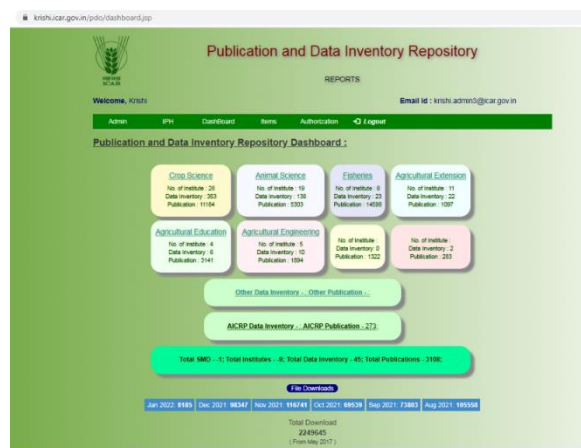 krishi.icar.gov.in/pdo/dashboard.jsp
ICAR
Publication and Data Inventory Repository
REPORTS
Welcome, Krishi
Email Id : krishi.admin3@icar.gov.in
Admin IPH DashBoard Items Authorization Logout
Publication and Data Inventory Repository Dashboard :
Crop Science Animal Science Fisheries Agricultural Extension
No. of Institute : 28 No. of Institute : 19 No. of Institute : 8 No. of Institute : 11
Data Inventory : 353 Data Inventory : 138 Data Inventory : 23 Data Inventory : 22
Publication : 11164 Publication : 5303 Publication : 14595 Publication : 1097
Agricultural Education Agricultural Engineering
No. of Institute : 4 No. of Institute : 5 No. of Institute : No. of Institute :
Data Inventory : 6 Data Inventory : 10 Data Inventory: 0 Data Inventory : 2
Publication : 3141 Publication : 1894 Publication : 1322 Publication : 283
Other Data Inventory - ; Other Publication - ;
AICRP Data Inventory - ; AICRP Publication - 273;
Total SMD - -1; Total Institutes - -9; Total Data Inventory - 45; Total Publications - 3108;
File Downloads
Jan 2022: 8185 Dec 2021: 98347 Nov 2021: 116741 Oct 2021: 69539 Sep 2021: 73803 Aug 2021: 105558
Total Download
2249645
( From May 2017 )